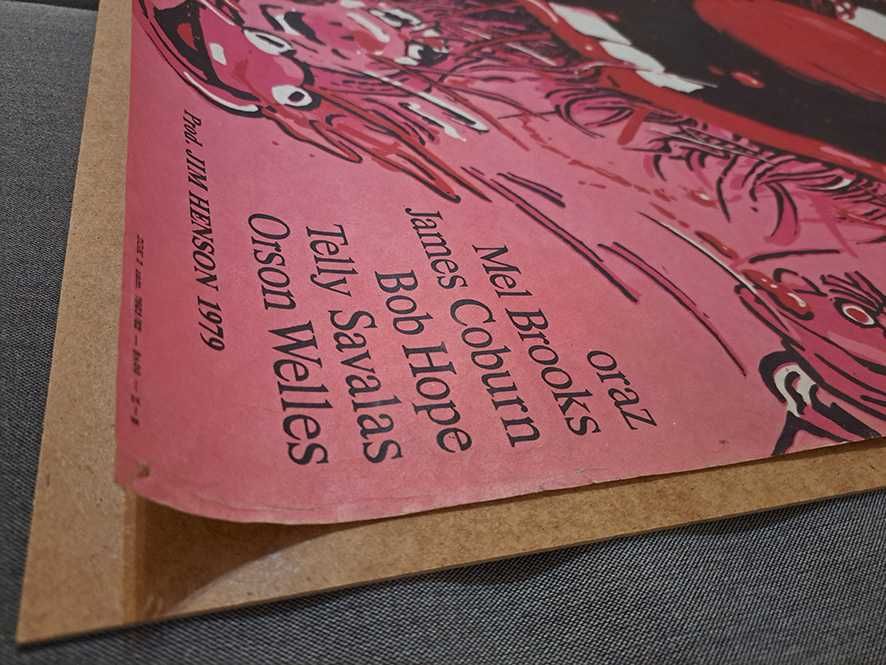 oraz
Mel Brooks
James Coburn
Bob Hope
Telly Savalas
Orson Welles
Prod. JIM HENSON 1979